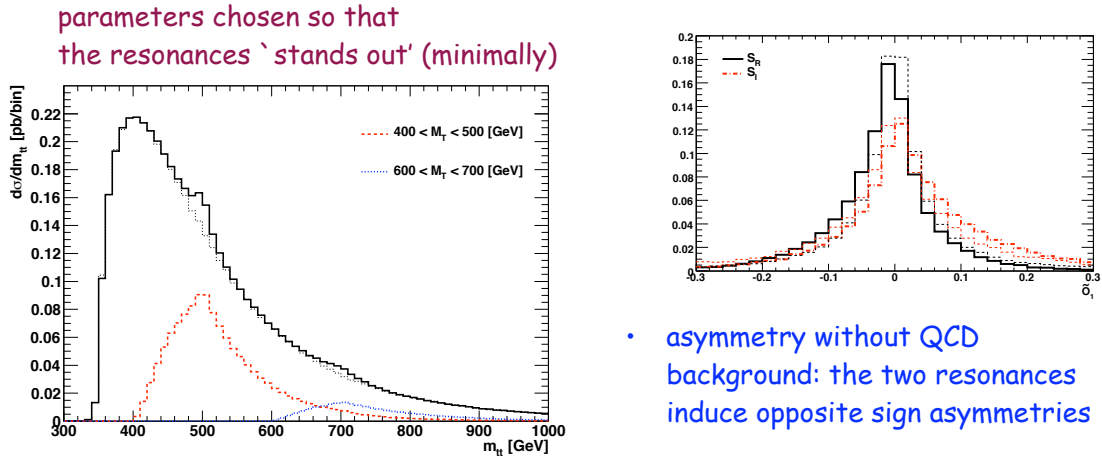 parameters chosen so that
the resonances `stands out' (minimally)
dσ/dm_tt [pb/bin]
0.22
0.2
0.18
0.16
0.14
0.12
0.1
0.08
0.06
0.04
0.02
0
400 < M_T < 500 [GeV]
600 < M_T < 700 [GeV]
300 400 500 600 700 800 900 1000
m_tt [GeV]
0.2
0.18
0.16
0.14
0.12
0.1
0.08
0.06
0.04
0.02
0
S_R
S_I
-0.3 -0.2 -0.1 0 0.1 0.2 0.3
Õ_1
• asymmetry without QCD
background: the two resonances
induce opposite sign asymmetries